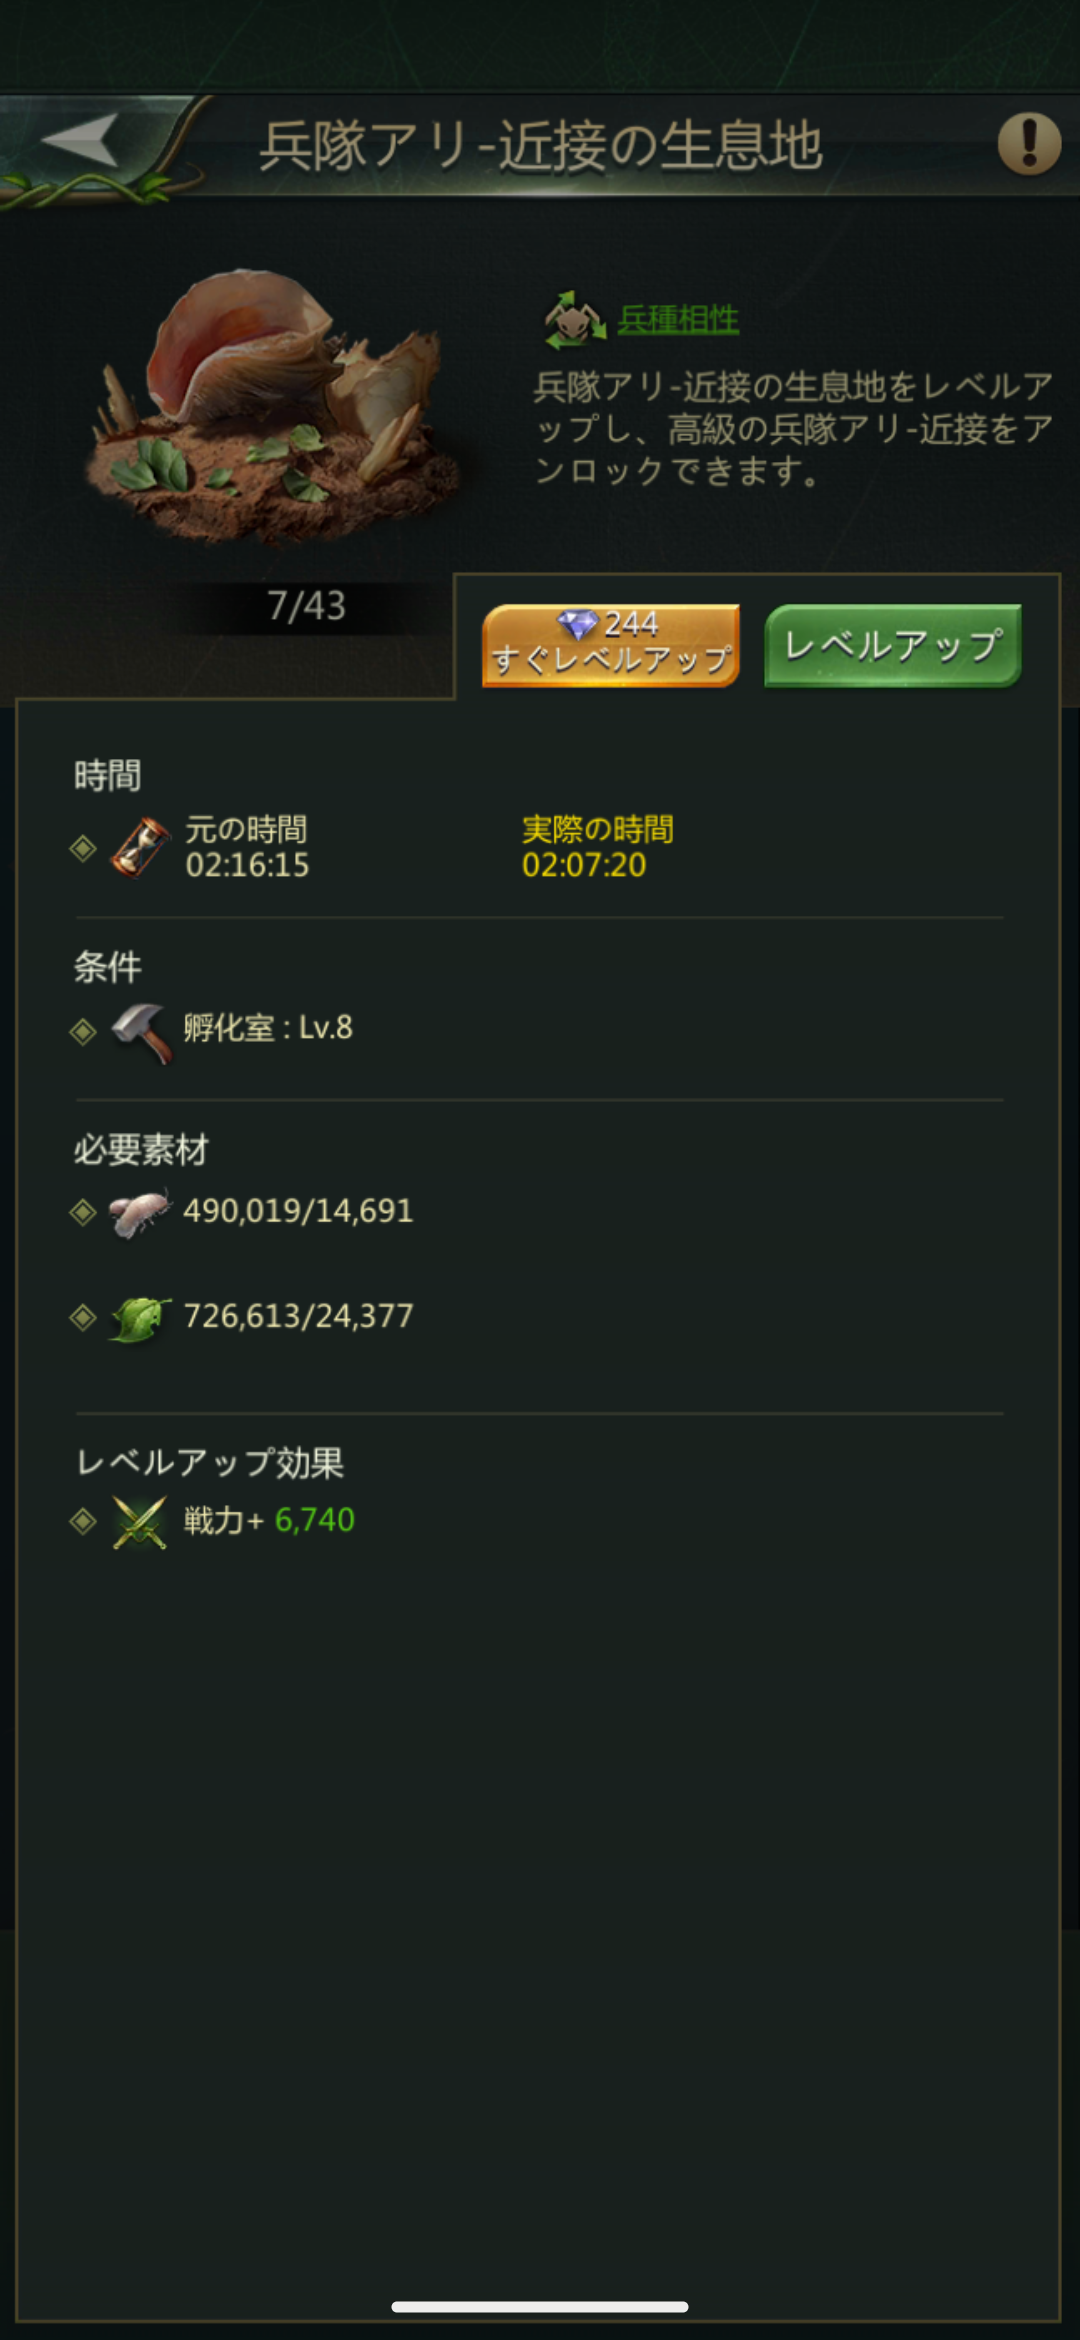 兵隊アリ-近接の生息地
兵種相性
兵隊アリ-近接の生息地をレベルア
ップし、高級の兵隊アリ-近接をア
ンロックできます。
7/43
244
すぐレベルアップ
レベルアップ
時間
元の時間
実際の時間
02:16:15
02:07:20
条件
孵化室 : Lv.8
必要素材
490,019/14,691
726,613/24,377
レベルアップ効果
戦力+ 6,740